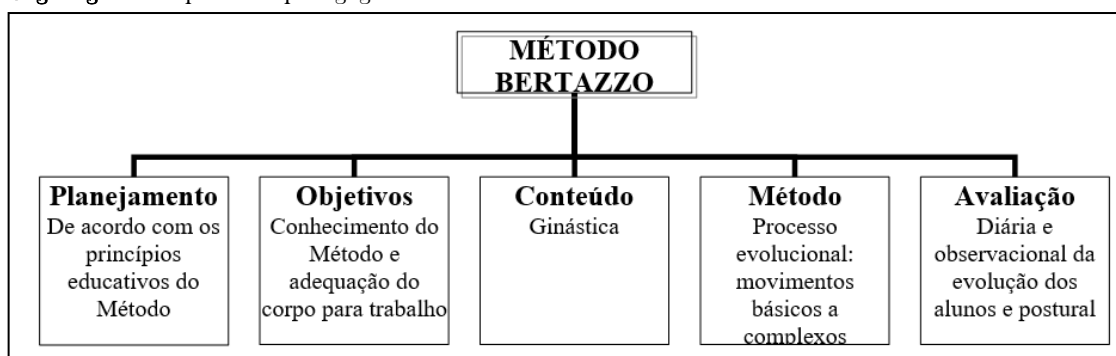 MÉTODO
BERTAZZO
Planejamento
De acordo com os
princípios
educativos do
Método
Objetivos
Conhecimento do
Método e
adequação do
corpo para trabalho
Conteúdo
Ginástica
Método
Processo
evolucional:
movimentos
básicos a
complexos
Avaliação
Diária e
observacional da
evolução dos
alunos e postural